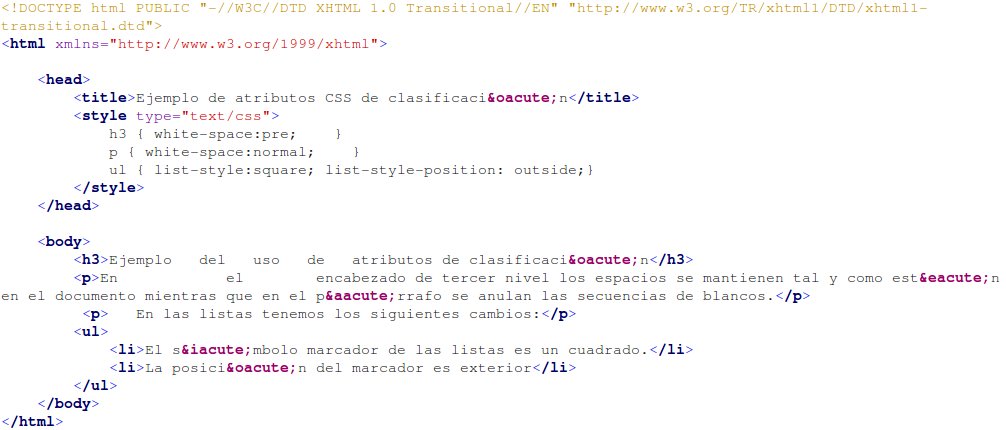 <!DOCTYPE html PUBLIC "-//W3C//DTD XHTML 1.0 Transitional//EN" "http://www.w3.org/TR/xhtml1/DTD/xhtml1-
transitional.dtd">
<html xmlns="http://www.w3.org/1999/xhtml">
<head>
<title>Ejemplo de atributos CSS de clasificaci&oacute;n</title>
<style type="text/css">
h3 { white-space:pre;    }
p { white-space:normal;    }
ul { list-style:square; list-style-position: outside;}
</style>
</head>
<body>
<h3>Ejemplo   del   uso   de   atributos de clasificaci&oacute;n</h3>
<p>En            el        encabezado de tercer nivel los espacios se mantienen tal y como est&eacute;n
en el documento mientras que en el p&aacute;rrafo se anulan las secuencias de blancos.</p>
<p>   En las listas tenemos los siguientes cambios:</p>
<ul>
<li>El s&iacute;mbolo marcador de las listas es un cuadrado.</li>
<li>La posici&oacute;n del marcador es exterior</li>
</ul>
</body>
</html>